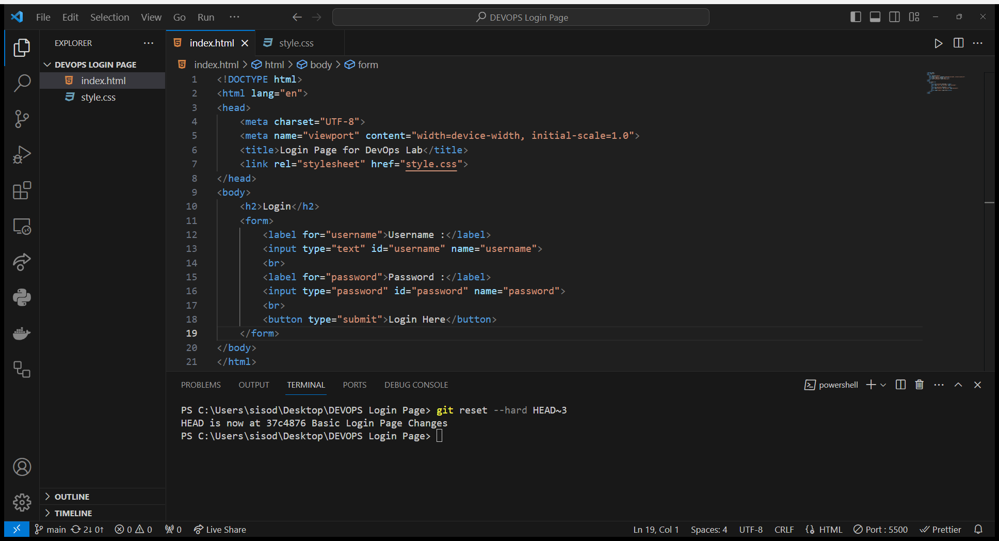 File Edit Selection View Go Run ··· DEVOPS Login Page
EXPLORER ···
DEVOPS LOGIN PAGE
index.html
style.css
OUTLINE
TIMELINE
index.html style.css
index.html > html > body > form
1 <!DOCTYPE html>
2 <html lang="en">
3 <head>
4 <meta charset="UTF-8">
5 <meta name="viewport" content="width=device-width, initial-scale=1.0">
6 <title>Login Page for DevOps Lab</title>
7 <link rel="stylesheet" href="style.css">
8 </head>
9 <body>
10 <h2>Login</h2>
11 <form>
12 <label for="username">Username :</label>
13 <input type="text" id="username" name="username">
14 <br>
15 <label for="password">Password :</label>
16 <input type="password" id="password" name="password">
17 <br>
18 <button type="submit">Login Here</button>
19 </form>
20 </body>
21 </html>
PROBLEMS OUTPUT TERMINAL PORTS DEBUG CONSOLE powershell
PS C:\Users\sisod\Desktop\DEVOPS Login Page> git reset --hard HEAD~3
HEAD is now at 37c4876 Basic Login Page Changes
PS C:\Users\sisod\Desktop\DEVOPS Login Page>
main 2↓ 0↑ 0 0 0 Live Share Ln 19, Col 1 Spaces: 4 UTF-8 CRLF HTML Port : 5500 Prettier